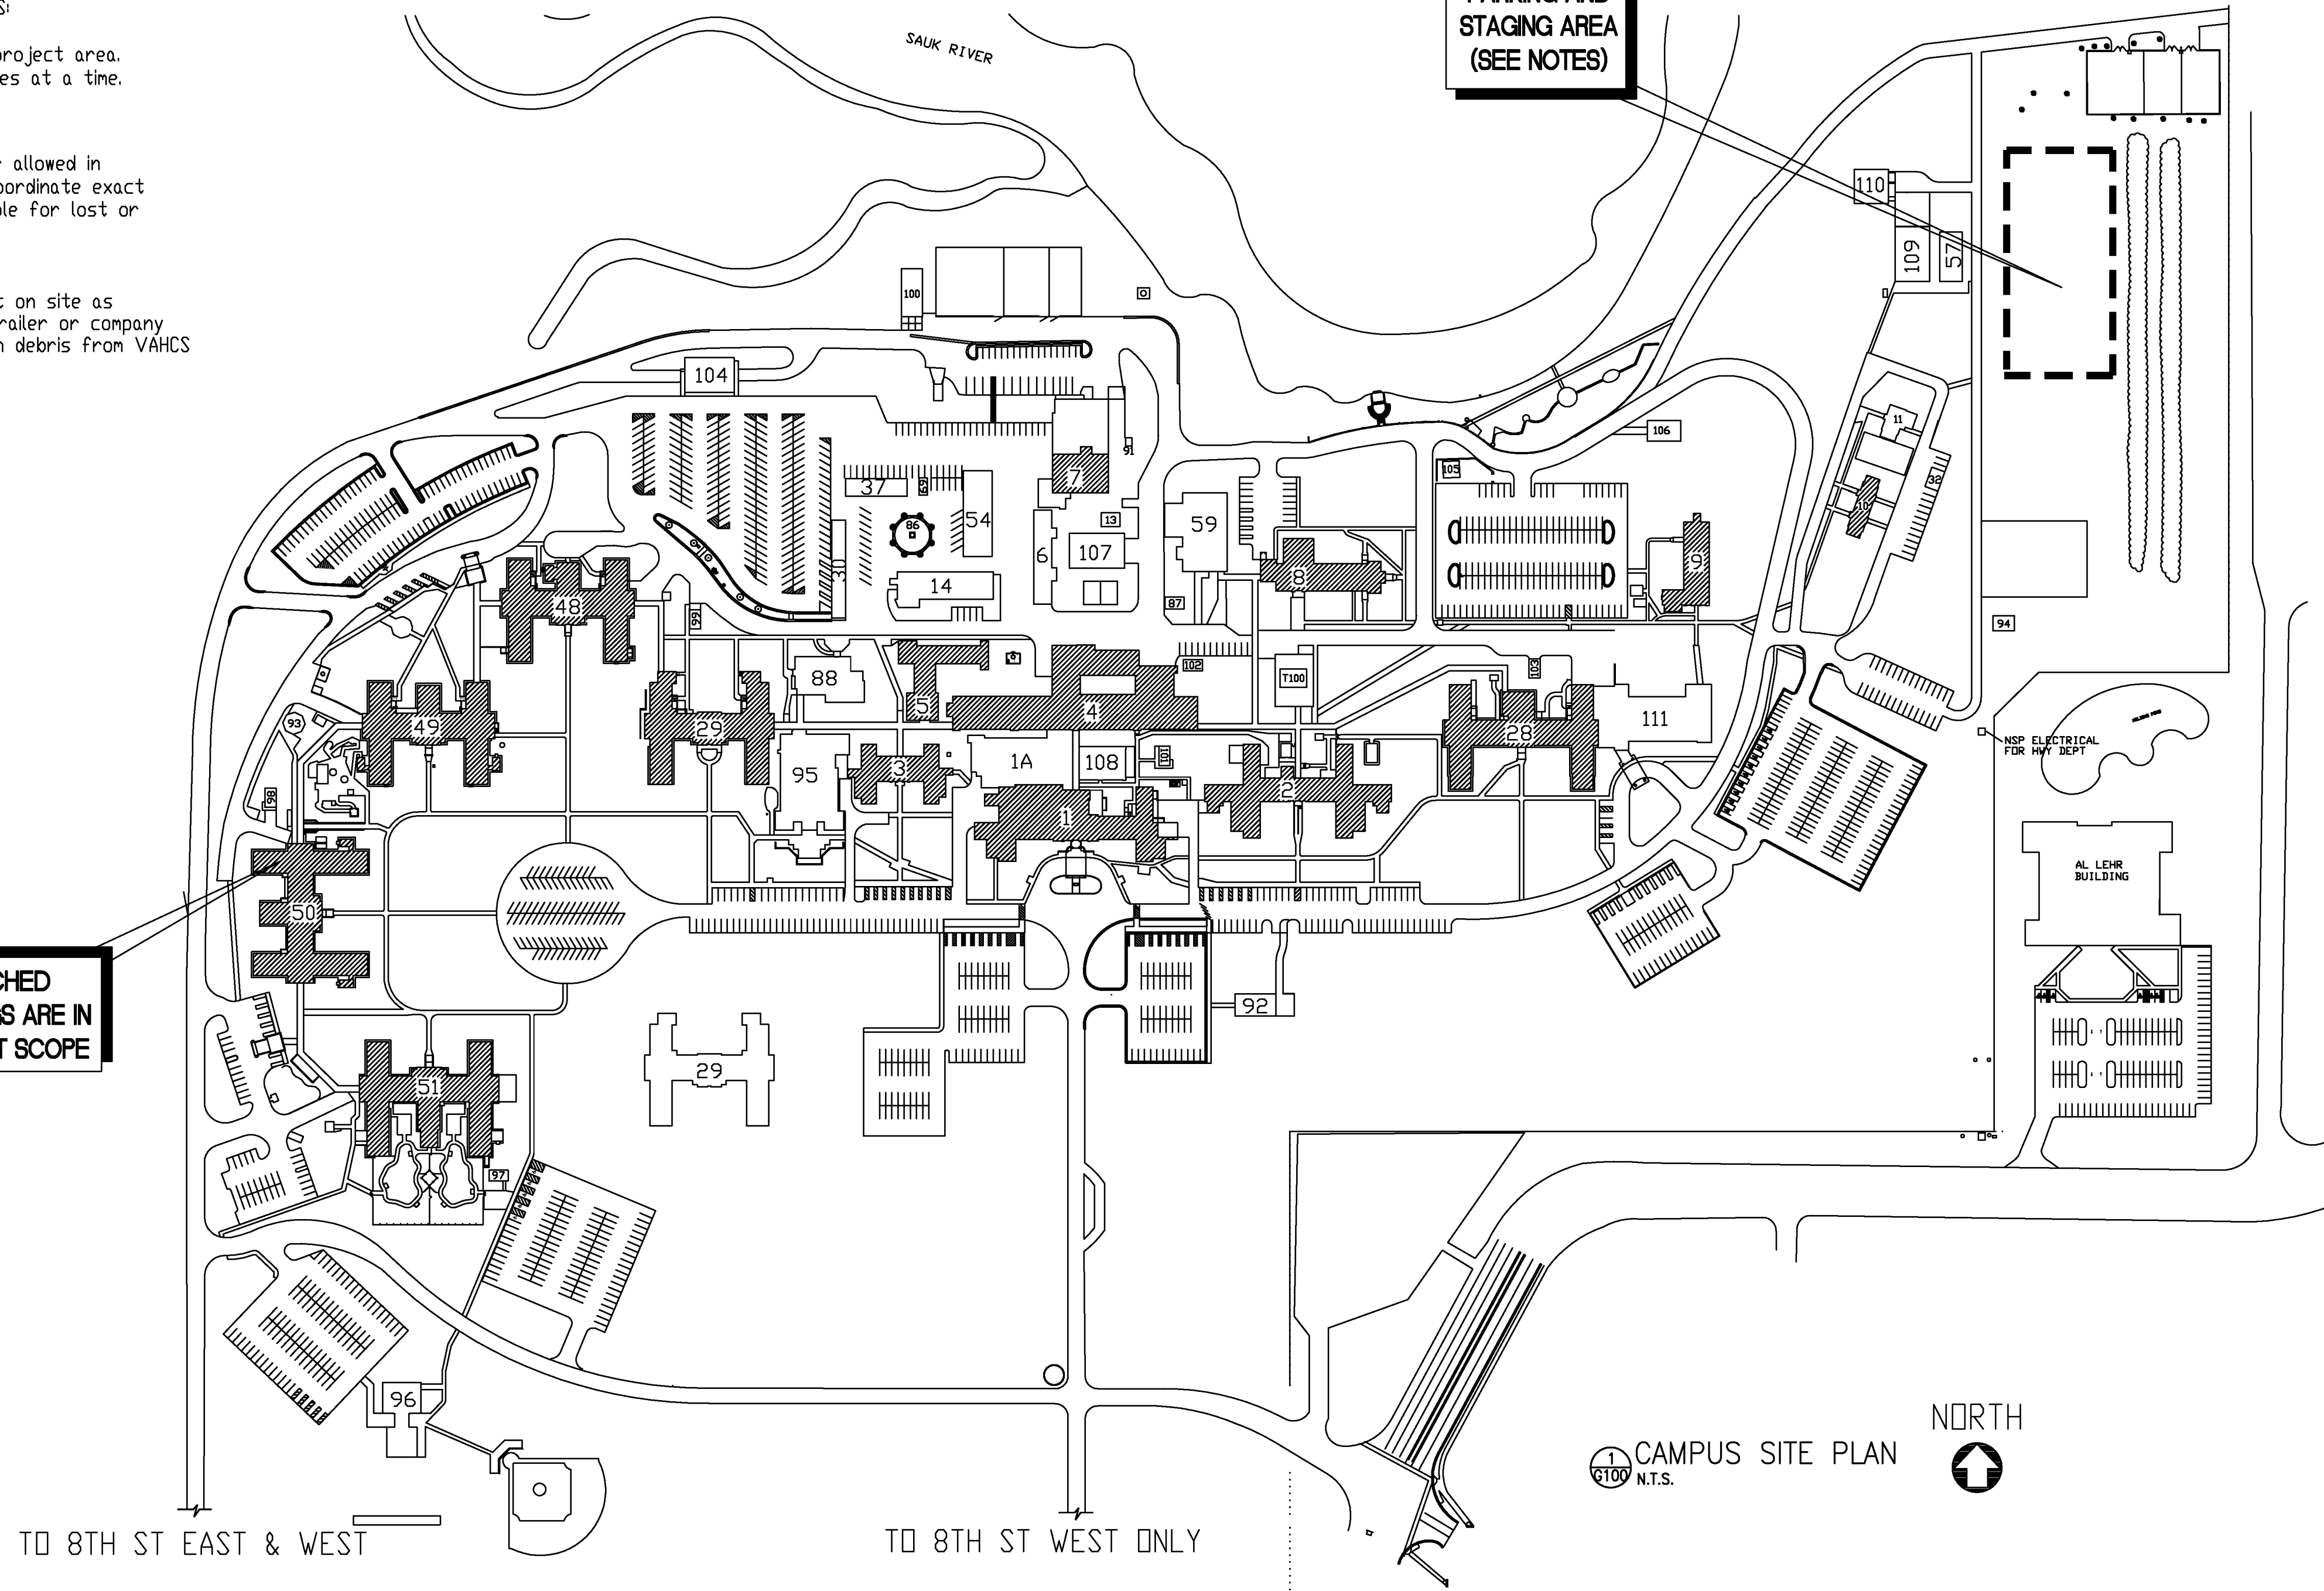 S:
project area.
es at a time.
r allowed in
oordinate exact
ble for lost or
t on site as
railer or company
n debris from VAHCS
SAUK RIVER
PARKING AND
STAGING AREA
(SEE NOTES)
110
109
57
100
104
106
11
32
10
105
91
7
37
69
86
54
13
59
6
107
30
14
87
8
9
94
48
99
88
5
102
T100
103
4
49
93
29
28
111
NSP ELECTRICAL
FOR HWY DEPT
95
3
1A
108
101
2
98
1
AL LEHR
BUILDING
50
CHED
GS ARE IN
T SCOPE
92
29
51
97
96
NORTH
1
G100
CAMPUS SITE PLAN
N.T.S.
TO 8TH ST EAST & WEST
TO 8TH ST WEST ONLY